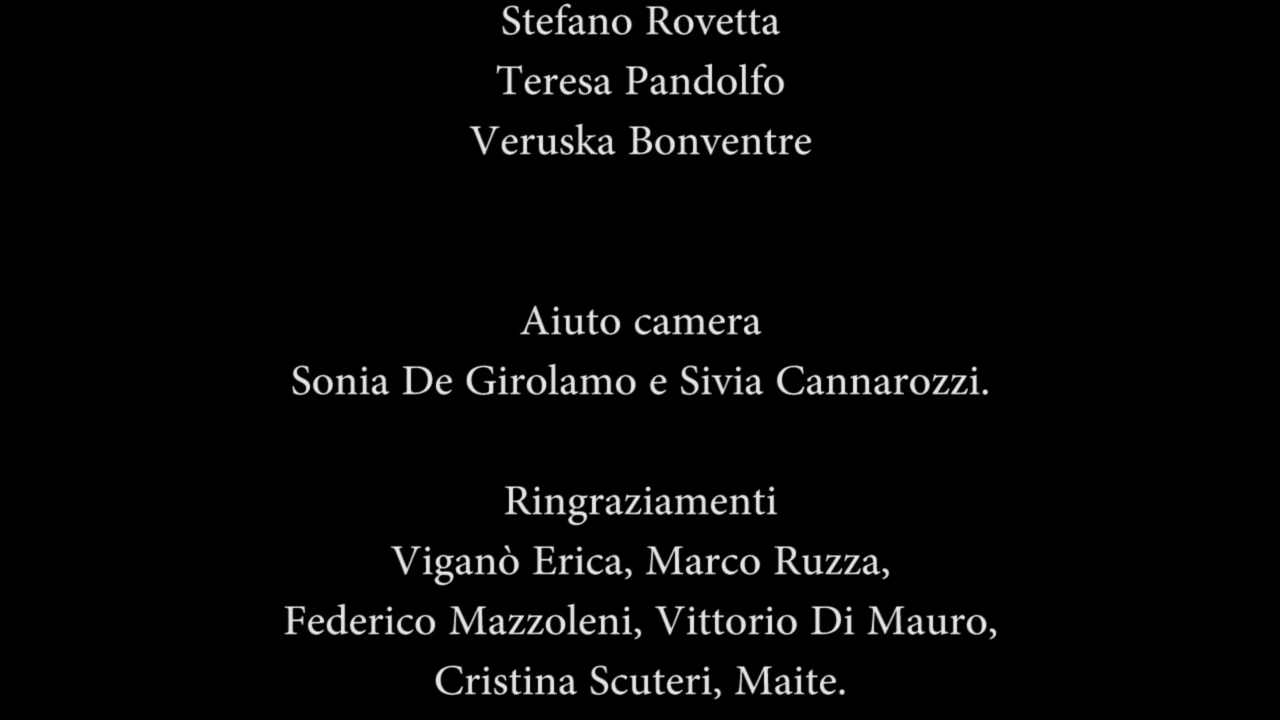 Stefano Rovetta
Teresa Pandolfo
Veruska Bonventre
Aiuto camera
Sonia De Girolamo e Sivia Cannarozzi.
Ringraziamenti
Viganò Erica, Marco Ruzza,
Federico Mazzoleni, Vittorio Di Mauro,
Cristina Scuteri, Maite.